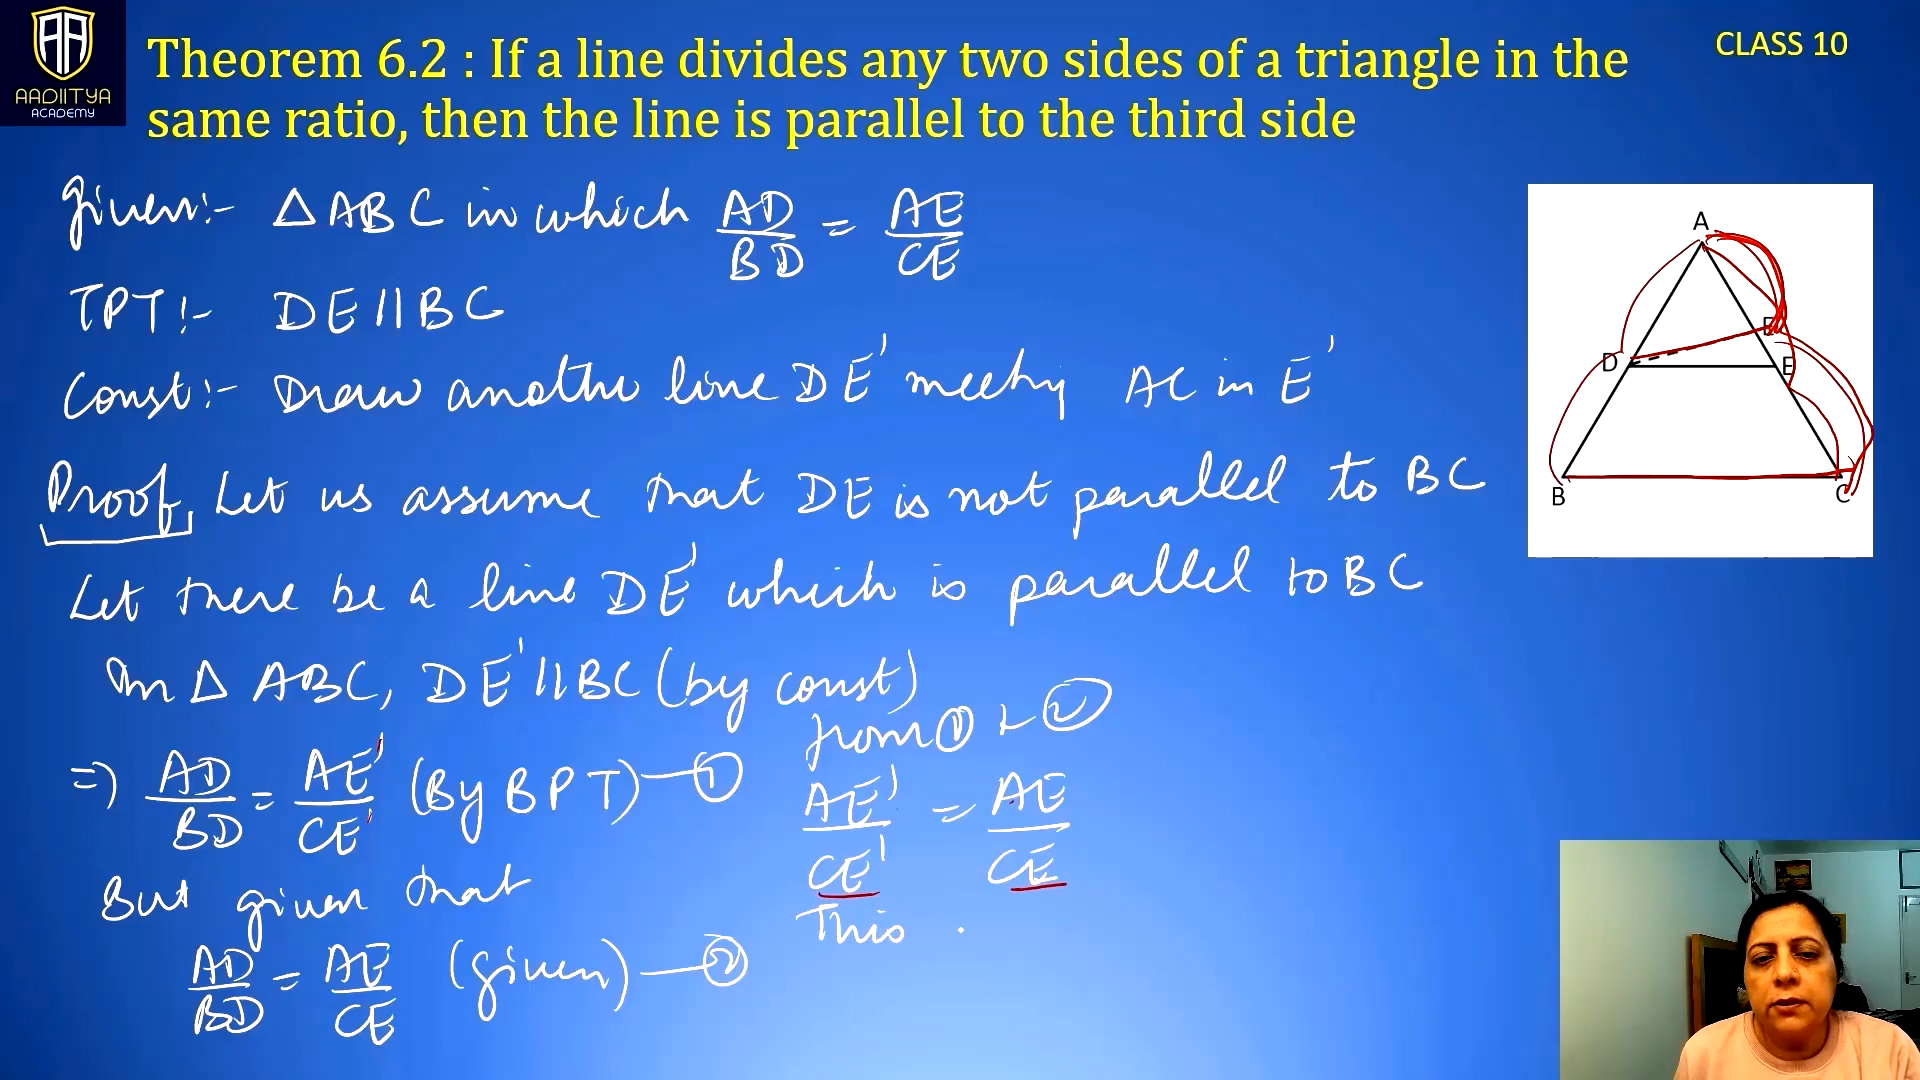 AADIITYA
ACADEMY
Theorem 6.2 : If a line divides any two sides of a triangle in the
same ratio, then the line is parallel to the third side
CLASS 10
Given:- △ ABC in which AD/BD = AE/CE
TPT:- DE || BC
Const:- Draw another line DE' meeting AC in E'
Proof, Let us assume that DE is not parallel to BC
Let there be a line DE' which is parallel to BC
In △ ABC, DE' || BC (by const)
=> AD/BD = AE'/CE' (By BPT) — ①
But given that
AD/BD = AE/CE (given) — ②
from ① & ②
AE'/CE' = AE/CE
This .
A
D
E
B
C